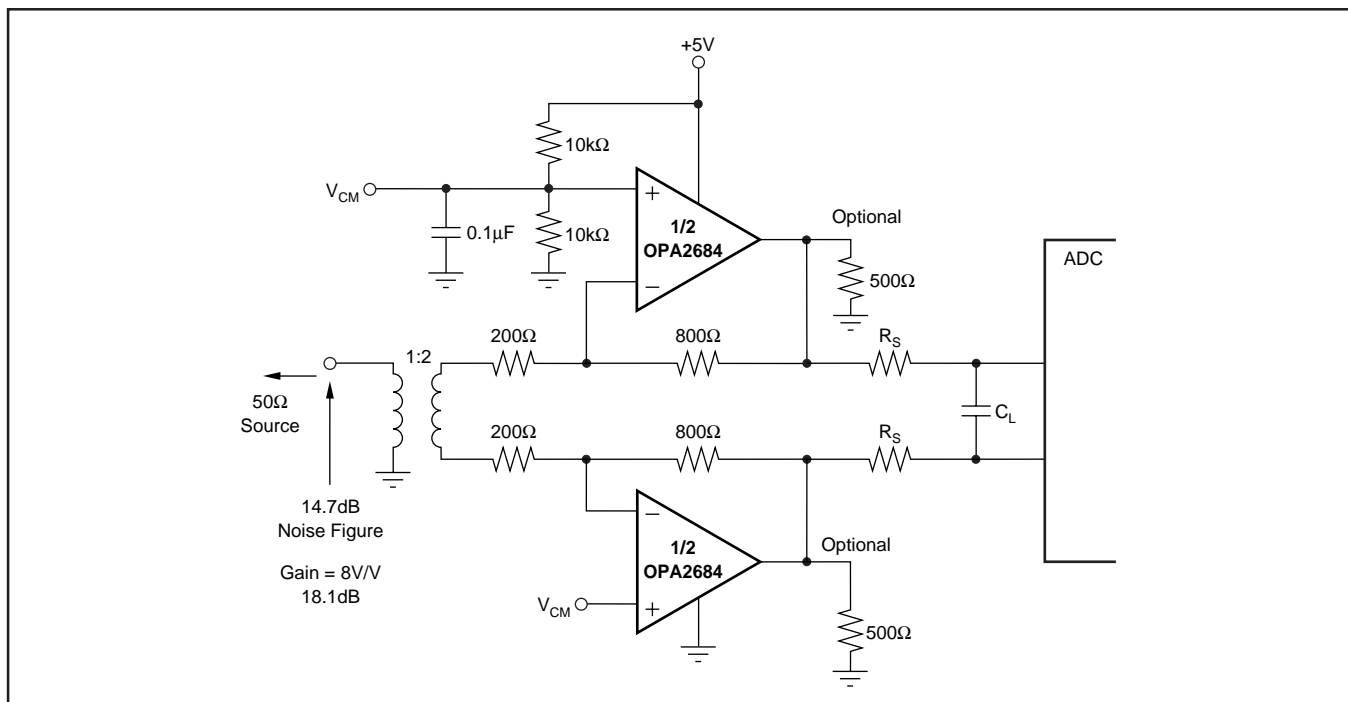 +5V
10kΩ
V_CM
+
1/2
OPA2684
−
0.1μF
10kΩ
Optional
500Ω
ADC
200Ω
800Ω
R_S
1:2
50Ω
Source
C_L
200Ω
800Ω
R_S
14.7dB
Noise Figure
Gain = 8V/V
18.1dB
−
1/2
OPA2684
+
V_CM
Optional
500Ω